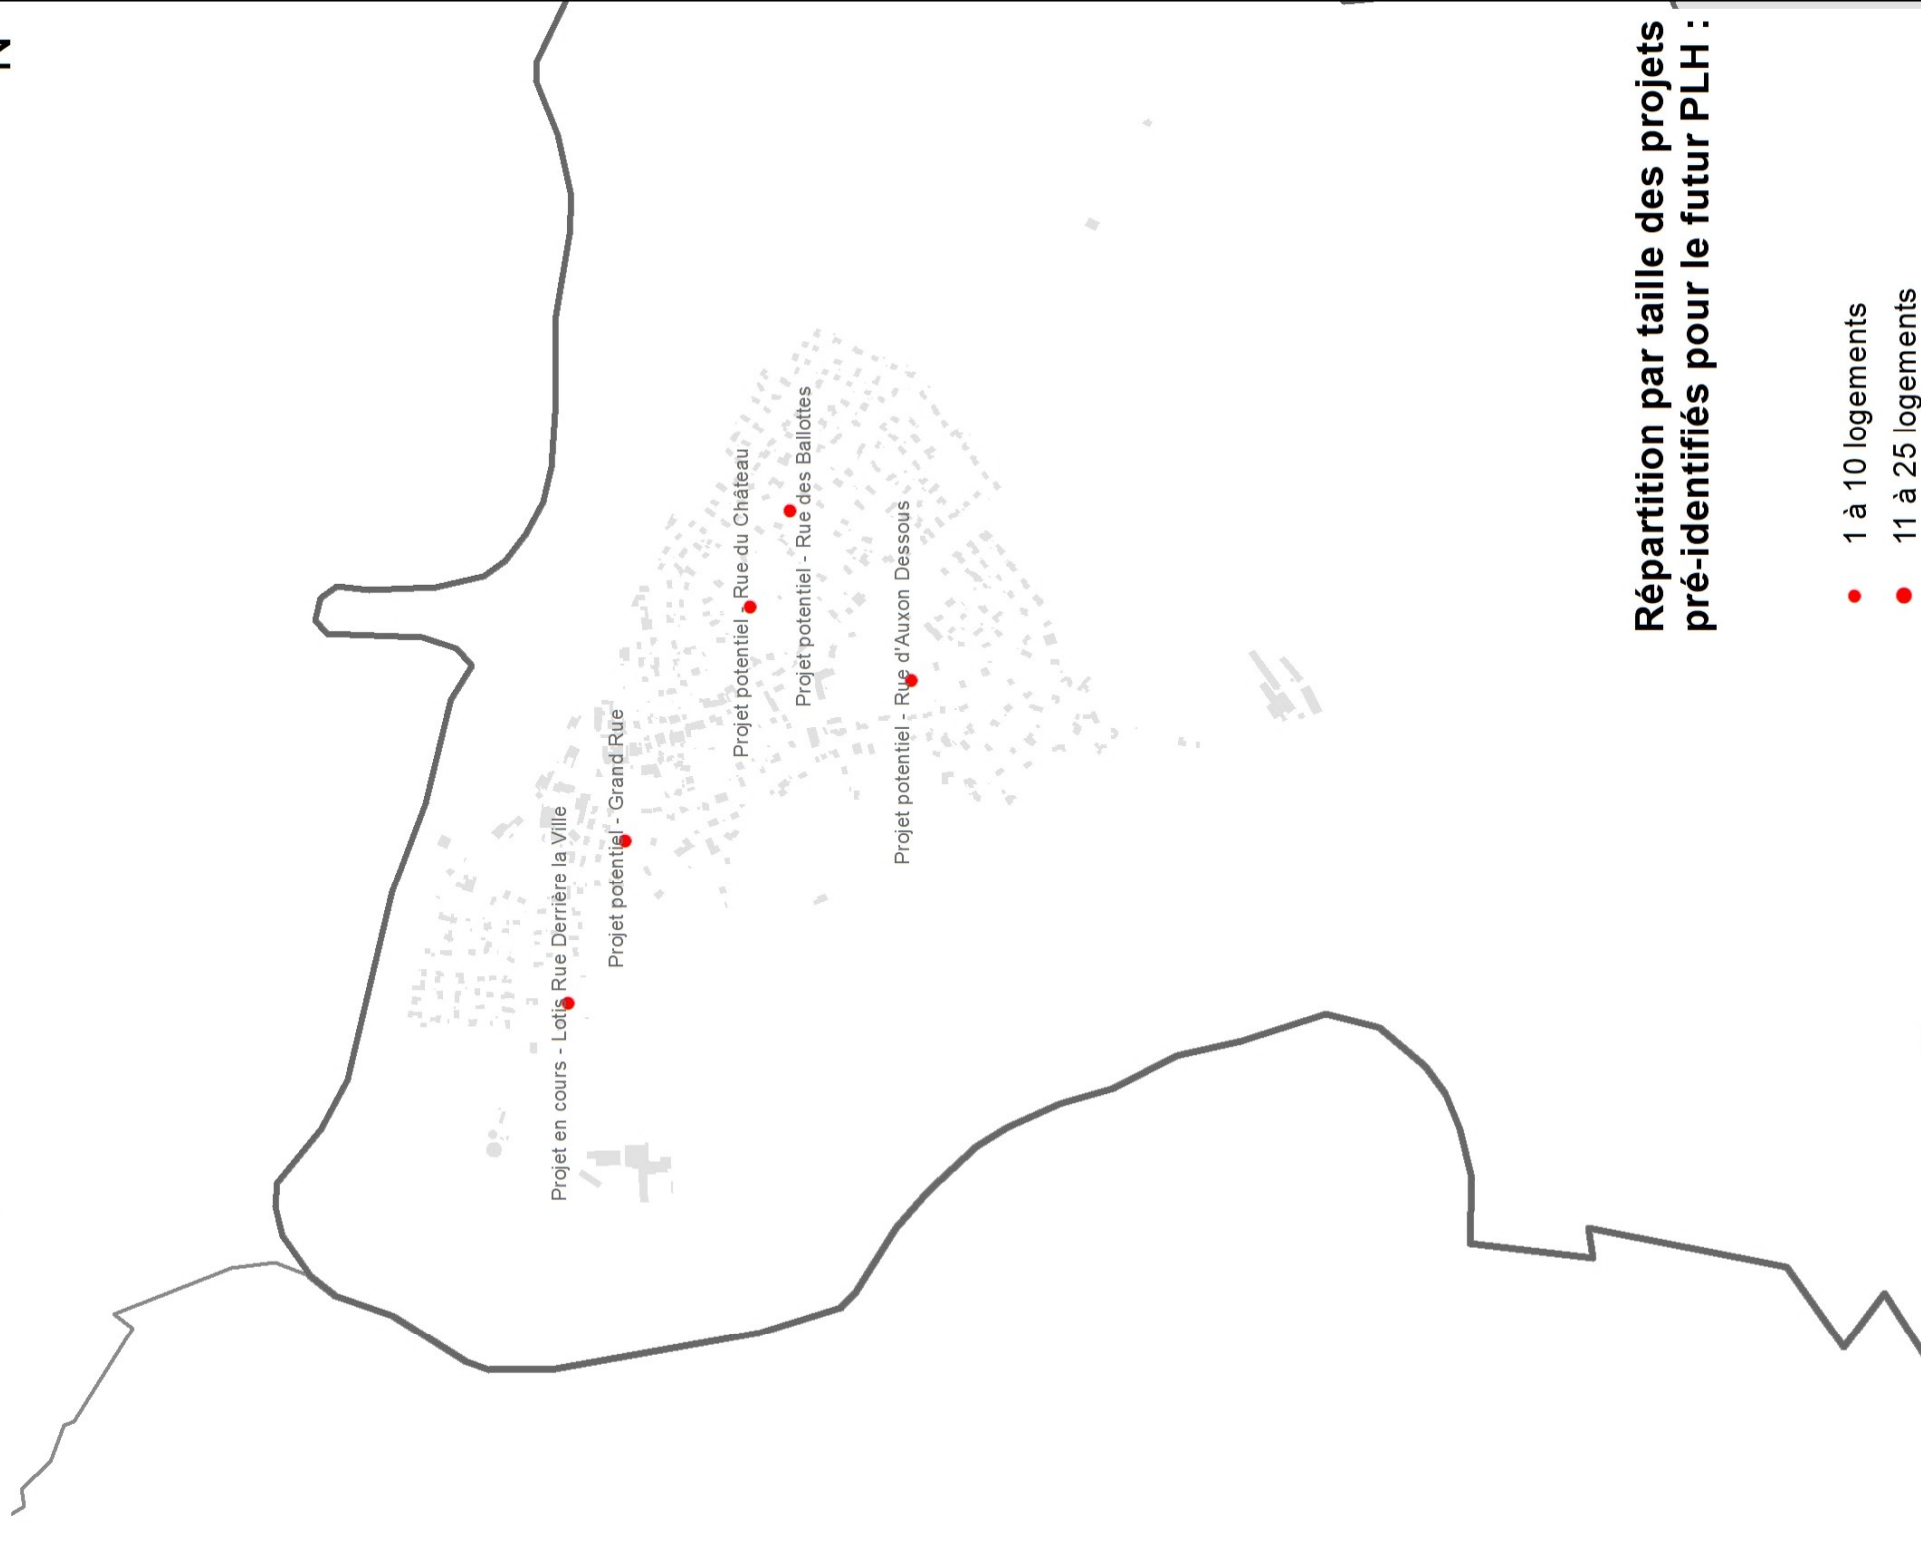 N
Projet en cours - Lotis Rue Derrière la Ville
Projet potentiel - Grand Rue
Projet potentiel - Rue du Château
Projet potentiel - Rue des Ballottes
Projet potentiel - Rue d'Auxon Dessous
Répartition par taille des projets
pré-identifiés pour le futur PLH :
1 à 10 logements
11 à 25 logements